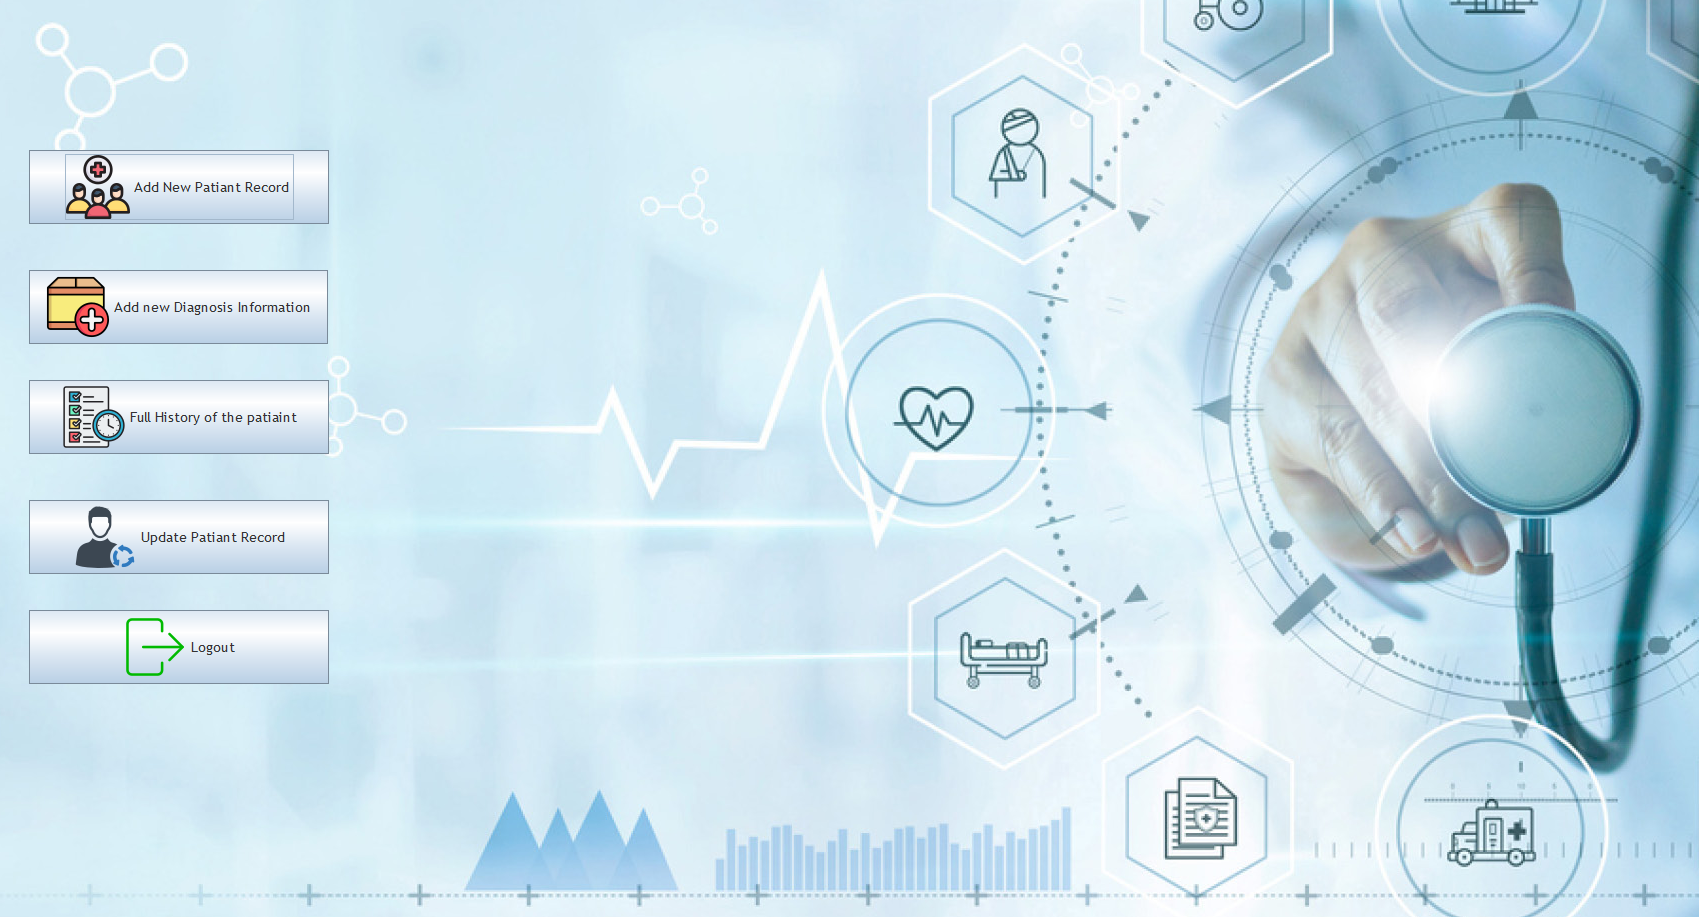 Add New Patiant Record
Add new Diagnosis Information
Full History of the patiaint
Update Patiant Record
Logout